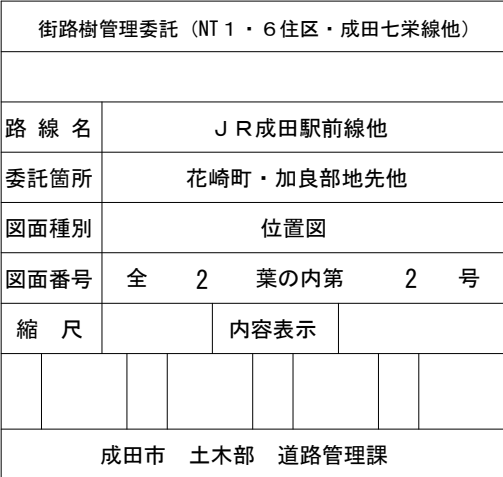 街路樹管理委託（NT１・６住区・成田七栄線他）
路 線 名　ＪＲ成田駅前線他
委託箇所　花崎町・加良部地先他
図面種別　位置図
図面番号　全　2　葉の内第　2　号
縮　尺　内容表示
成田市　土木部　道路管理課